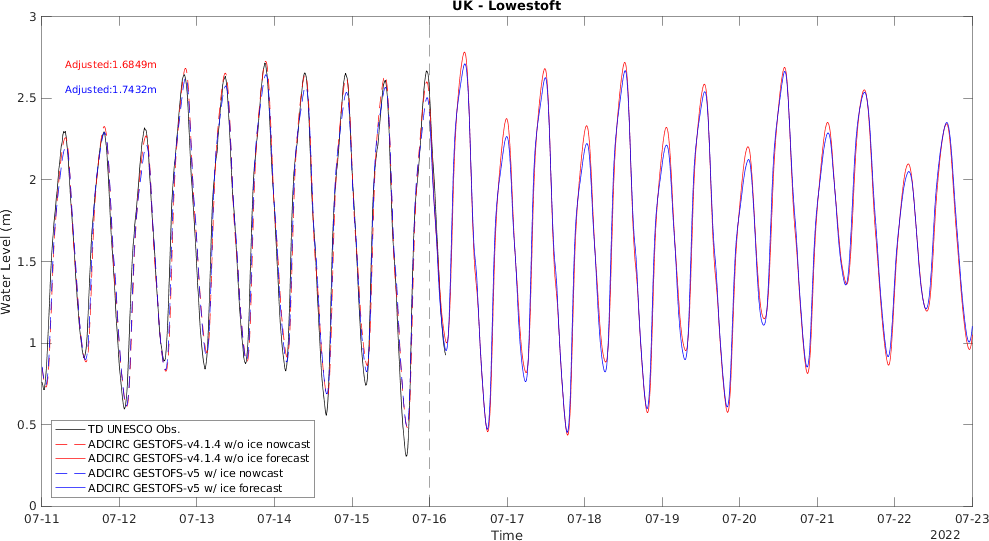 UK - Lowestoft
3
2.5
2
1.5
1
0.5
0
Water Level (m)
Adjusted:1.6849m
Adjusted:1.7432m
TD UNESCO Obs.
ADCIRC GESTOFS-v4.1.4 w/o ice nowcast
ADCIRC GESTOFS-v4.1.4 w/o ice forecast
ADCIRC GESTOFS-v5 w/ ice nowcast
ADCIRC GESTOFS-v5 w/ ice forecast
07-11 07-12 07-13 07-14 07-15 07-16 07-17 07-18 07-19 07-20 07-21 07-22 07-23
Time
2022